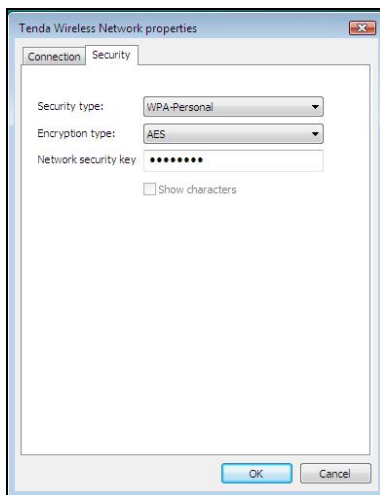 Tenda Wireless Network properties
Connection Security
Security type: WPA-Personal
Encryption type: AES
Network security key ••••••••
Show characters
OK Cancel